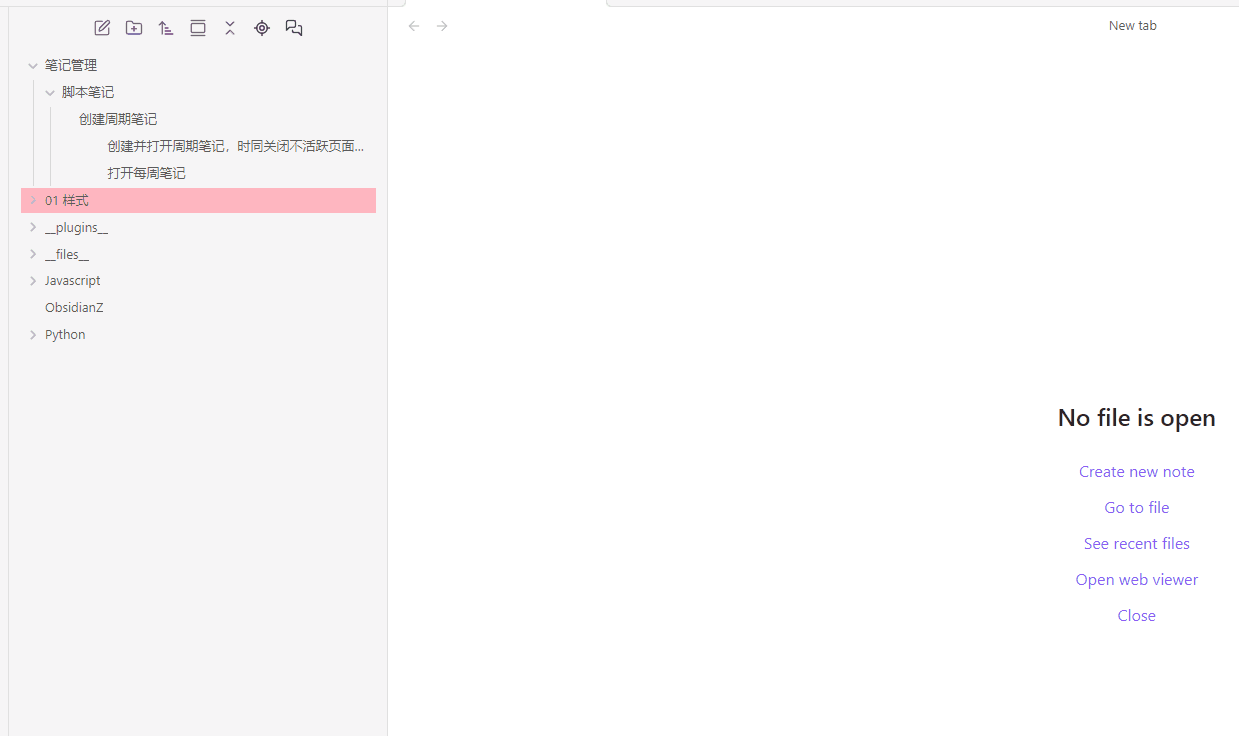 New tab
笔记管理
脚本笔记
创建周期笔记
创建并打开周期笔记，时同关闭不活跃页面...
打开每周笔记
01 样式
__plugins__
__files__
Javascript
ObsidianZ
Python
No file is open
Create new note
Go to file
See recent files
Open web viewer
Close